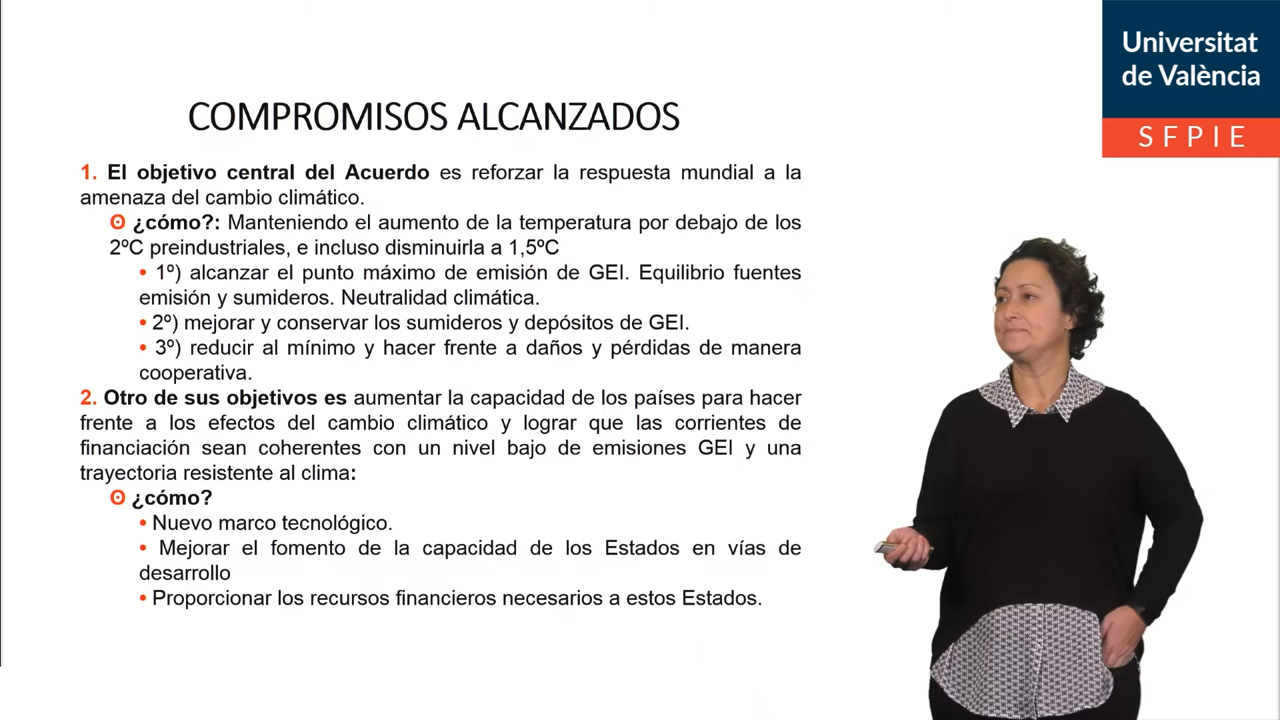 Universitat
de València
SFPIE
COMPROMISOS ALCANZADOS
1. El objetivo central del Acuerdo es reforzar la respuesta mundial a la
amenaza del cambio climático.
ʘ ¿cómo?: Manteniendo el aumento de la temperatura por debajo de los
2ºC preindustriales, e incluso disminuirla a 1,5ºC
• 1º) alcanzar el punto máximo de emisión de GEI. Equilibrio fuentes
emisión y sumideros. Neutralidad climática.
• 2º) mejorar y conservar los sumideros y depósitos de GEI.
• 3º) reducir al mínimo y hacer frente a daños y pérdidas de manera
cooperativa.
2. Otro de sus objetivos es aumentar la capacidad de los países para hacer
frente a los efectos del cambio climático y lograr que las corrientes de
financiación sean coherentes con un nivel bajo de emisiones GEI y una
trayectoria resistente al clima:
ʘ ¿cómo?
• Nuevo marco tecnológico.
• Mejorar el fomento de la capacidad de los Estados en vías de
desarrollo
• Proporcionar los recursos financieros necesarios a estos Estados.